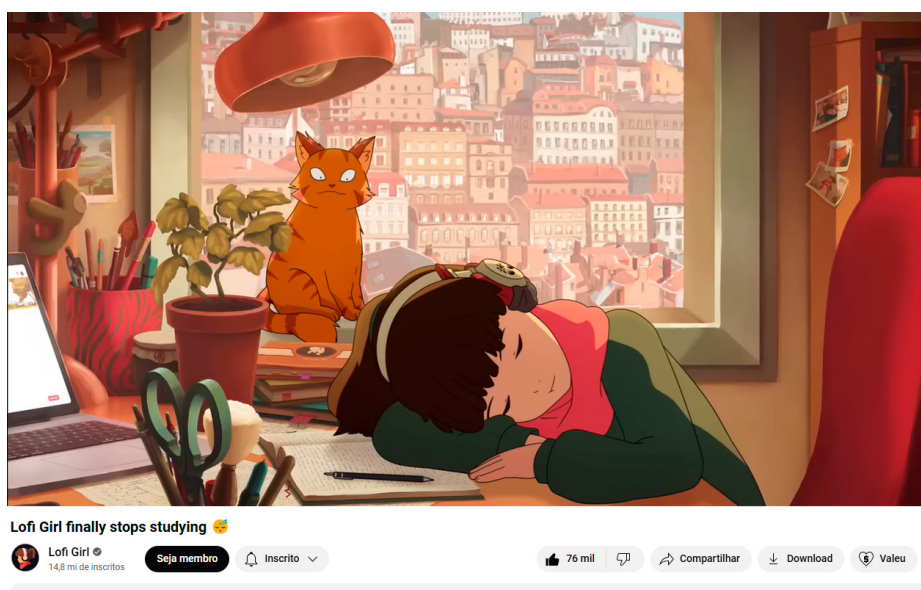 Lofi Girl finally stops studying 😴
Lofi Girl
14,8 mi de inscritos
Seja membro
Inscrito
76 mil
Compartilhar
Download
Valeu